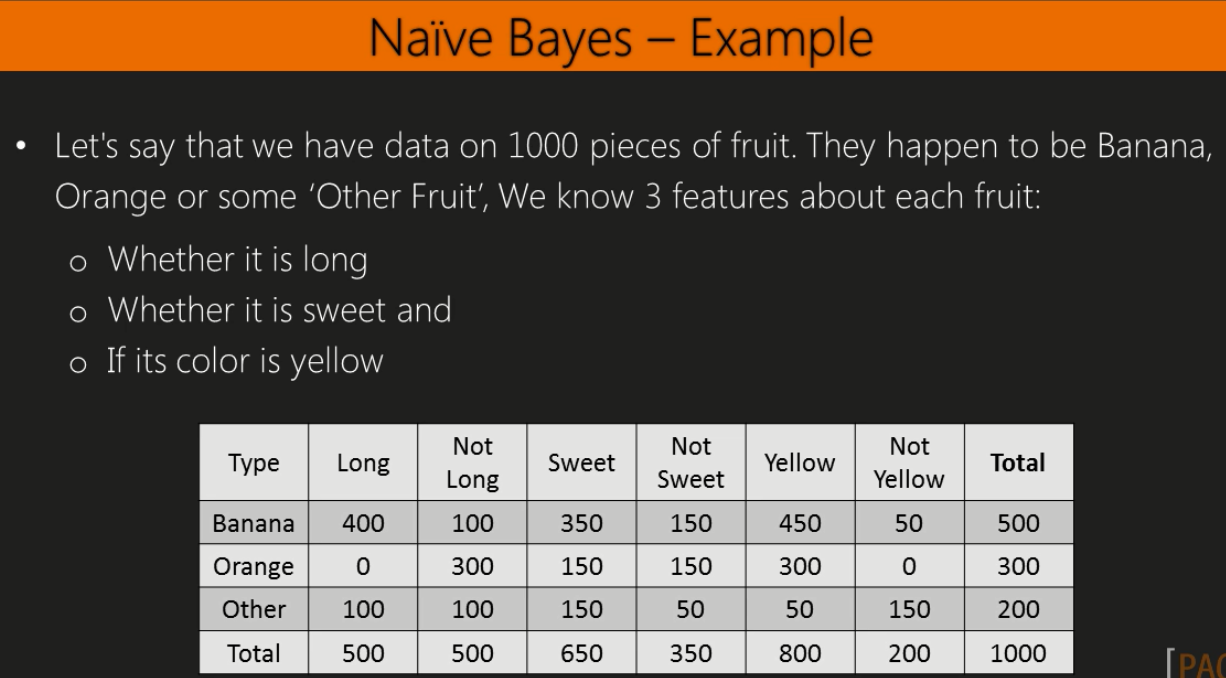 Naïve Bayes – Example
• Let's say that we have data on 1000 pieces of fruit. They happen to be Banana,
Orange or some ‘Other Fruit’, We know 3 features about each fruit:
o Whether it is long
o Whether it is sweet and
o If its color is yellow
Type Long Not Long Sweet Not Sweet Yellow Not Yellow Total
Banana 400 100 350 150 450 50 500
Orange 0 300 150 150 300 0 300
Other 100 100 150 50 50 150 200
Total 500 500 650 350 800 200 1000